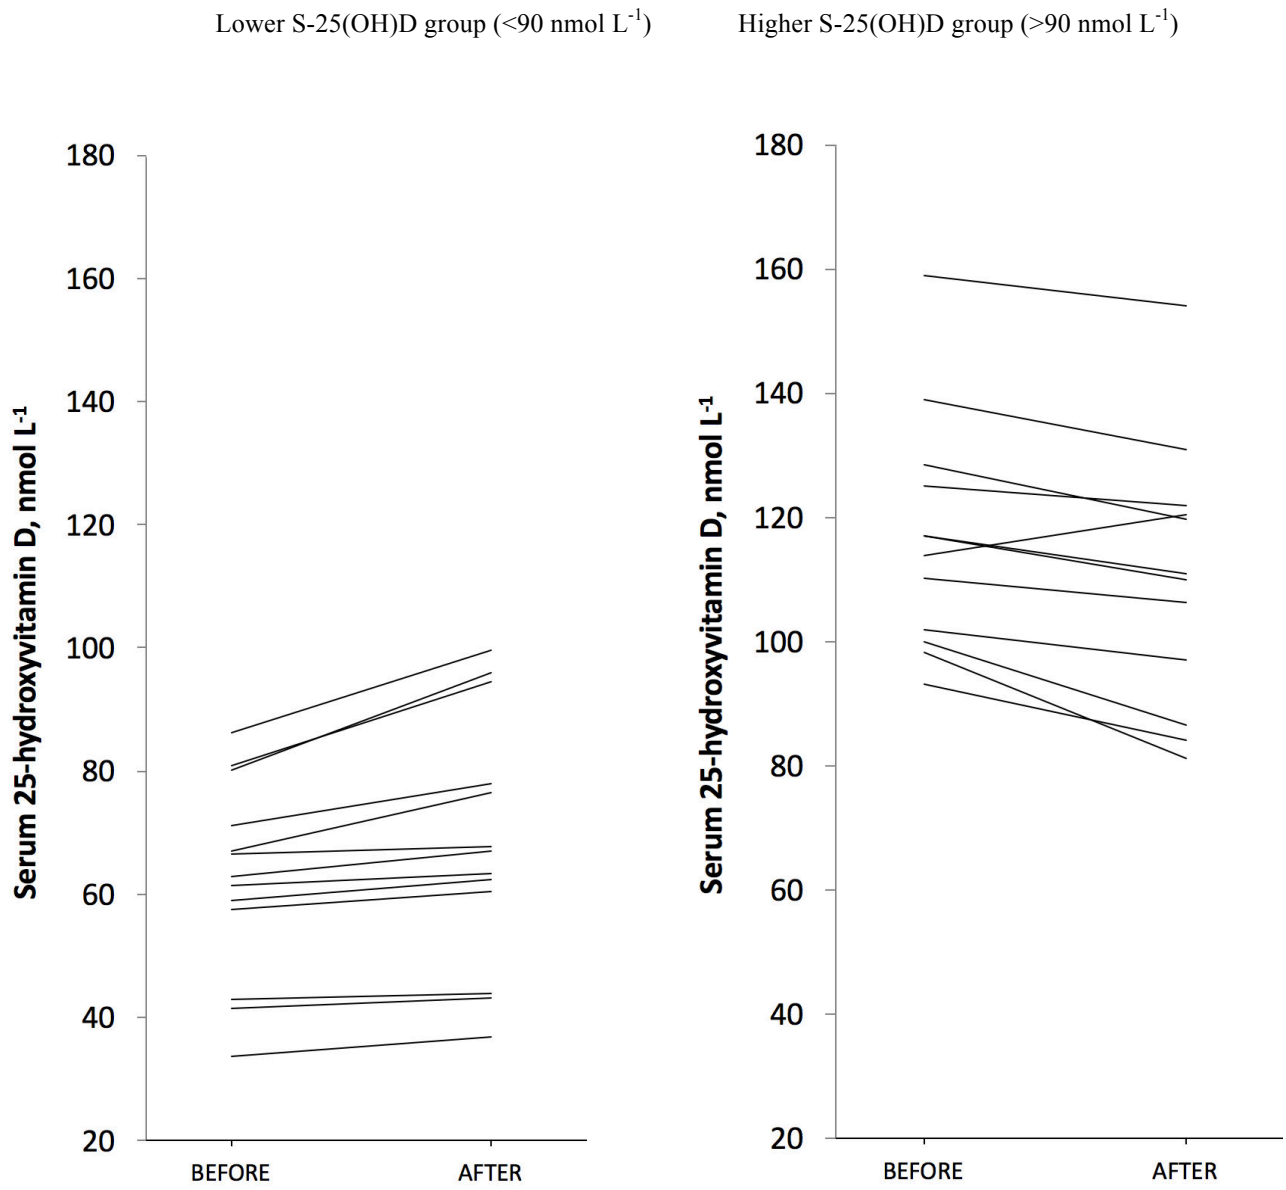 Lower S-25(OH)D group (<90 nmol L-1)
Higher S-25(OH)D group (>90 nmol L-1)
Serum 25-hydroxyvitamin D, nmol L-1
180
160
140
120
100
80
60
40
20
BEFORE
AFTER
Serum 25-hydroxyvitamin D, nmol L-1
180
160
140
120
100
80
60
40
20
BEFORE
AFTER